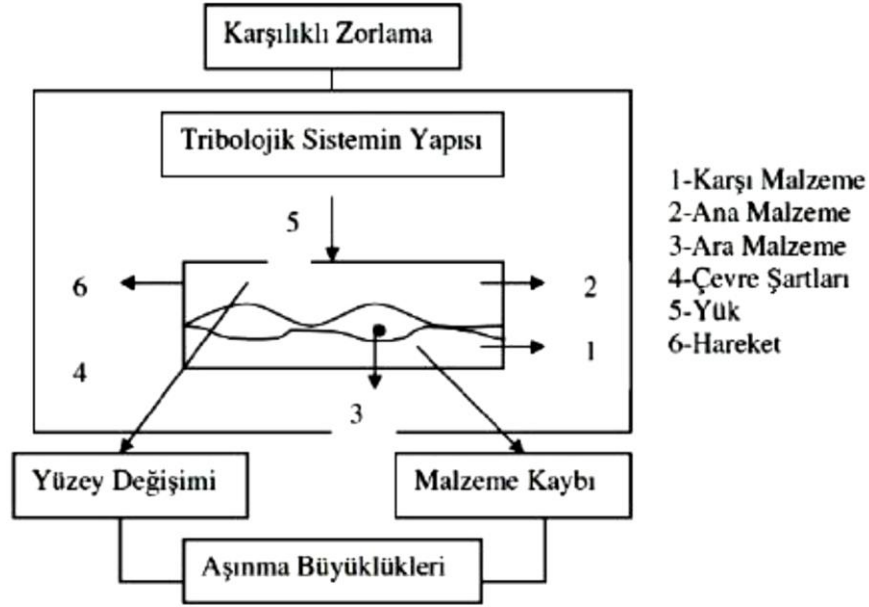 Karşılıklı Zorlama
Tribolojik Sistemin Yapısı
5
6
2
4
1
3
1-Karşı Malzeme
2-Ana Malzeme
3-Ara Malzeme
4-Çevre Şartları
5-Yük
6-Hareket
Yüzey Değişimi
Malzeme Kaybı
Aşınma Büyüklükleri